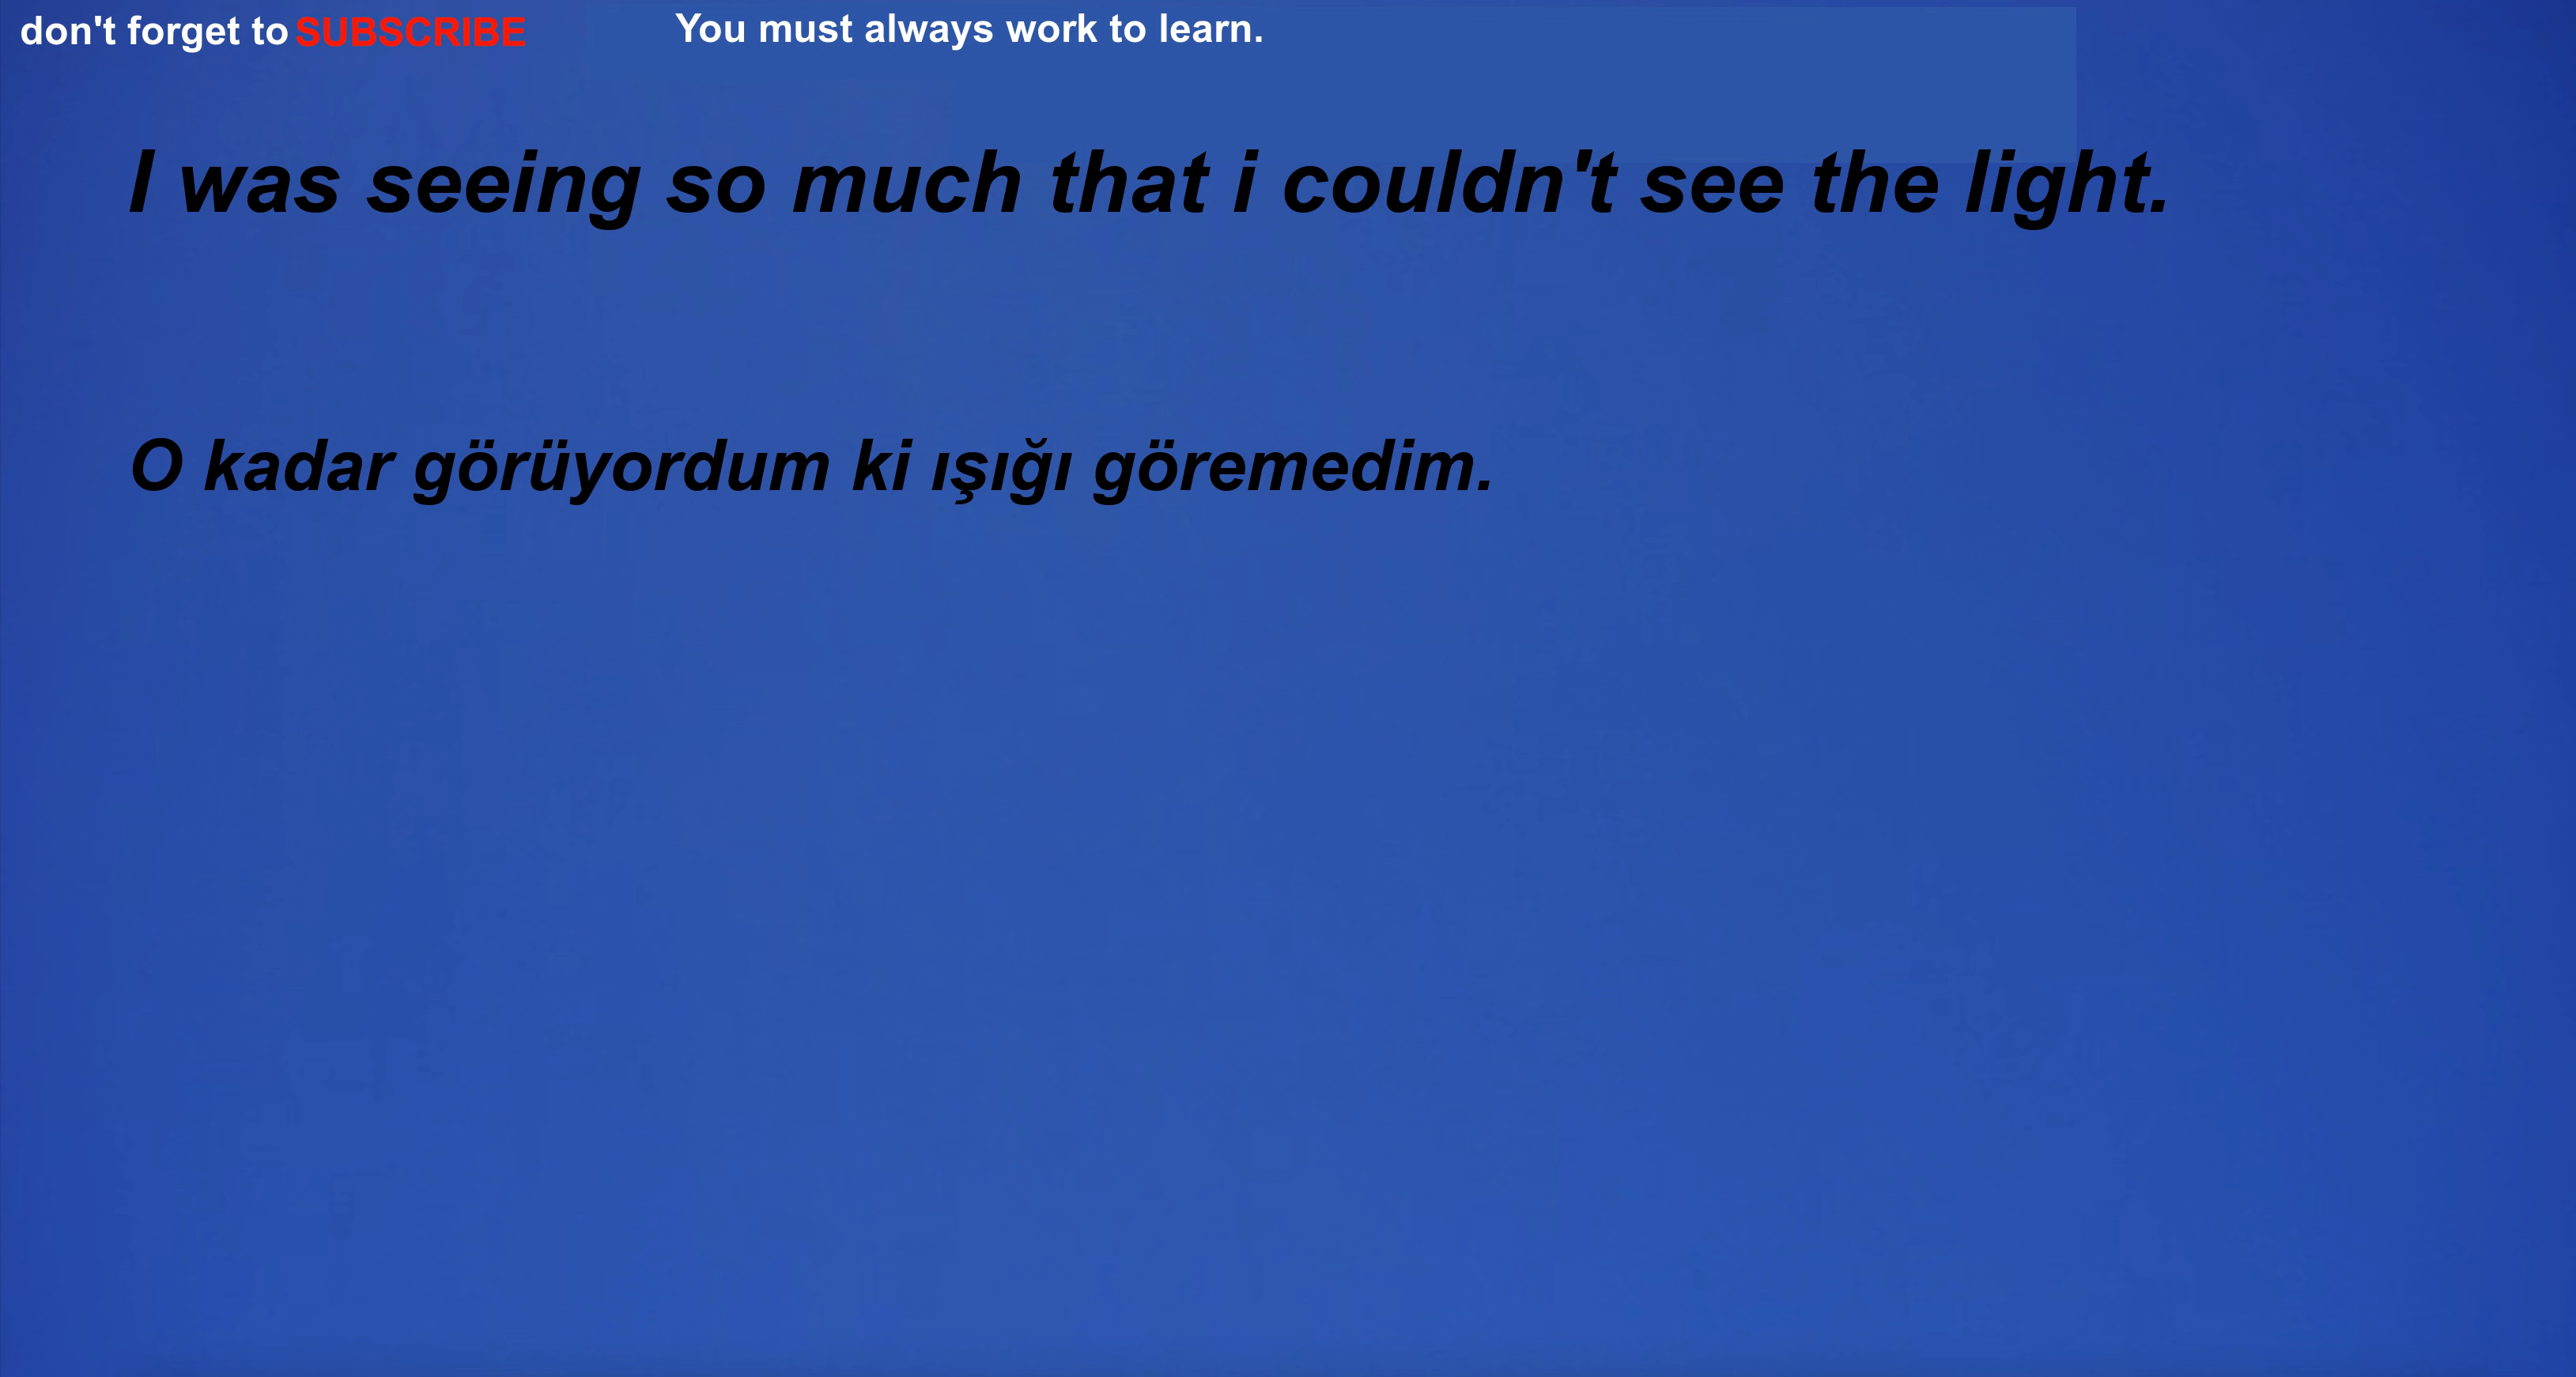 don't forget to SUBSCRIBE You must always work to learn.
I was seeing so much that i couldn't see the light.
O kadar görüyordum ki ışığı göremedim.